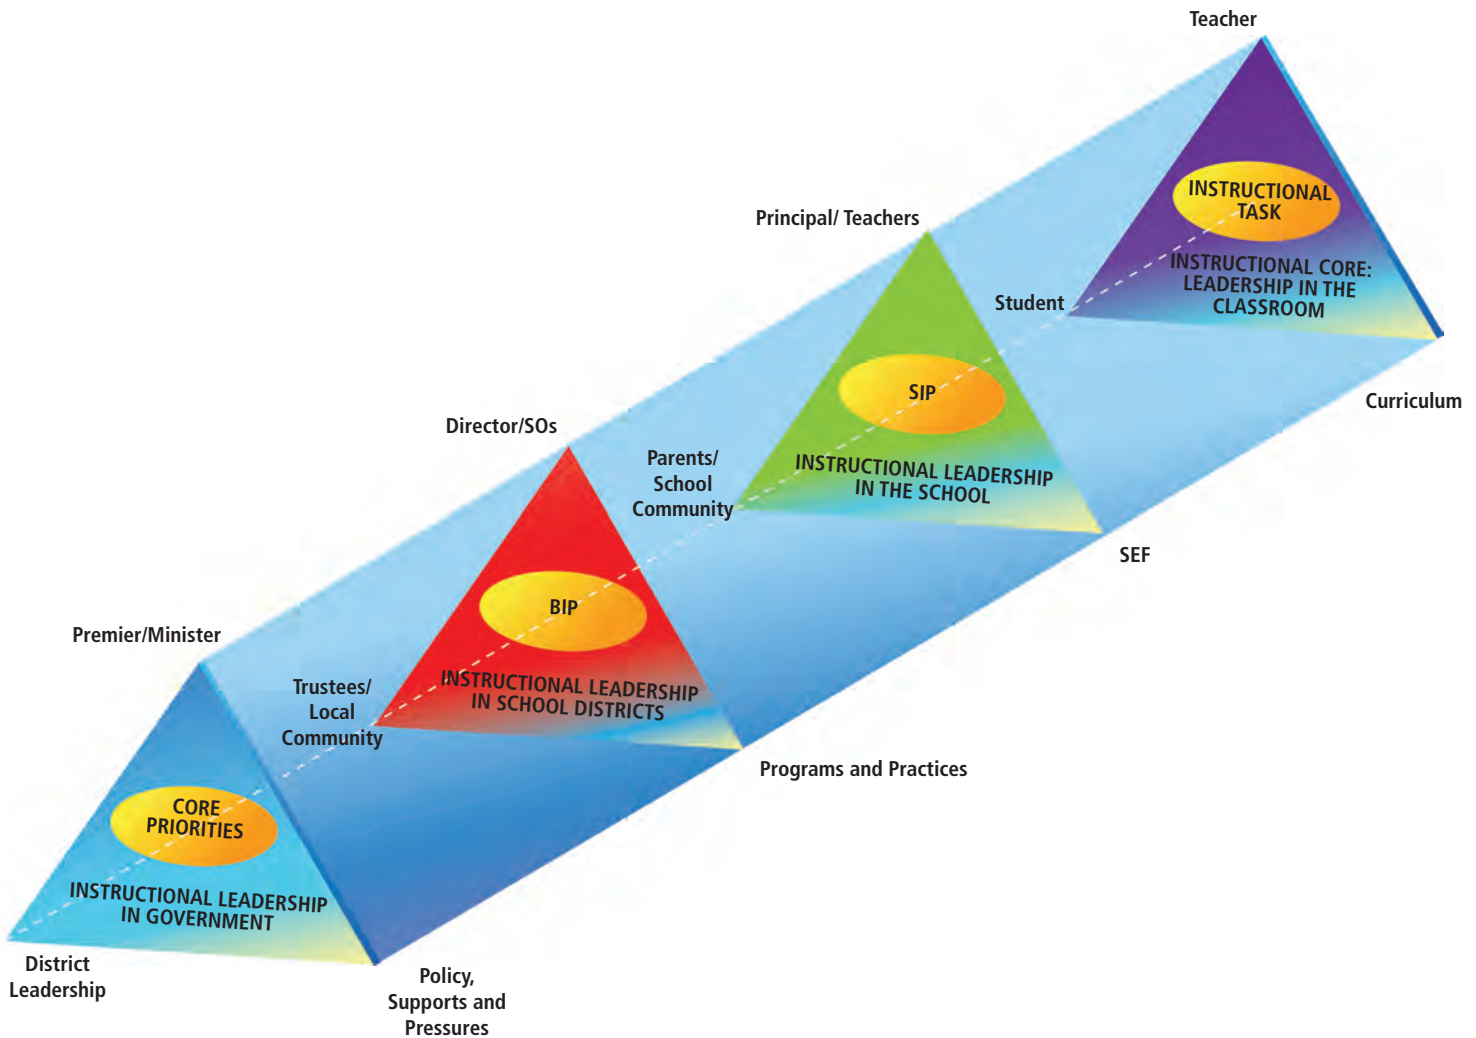 Teacher
INSTRUCTIONAL
TASK
INSTRUCTIONAL CORE:
LEADERSHIP IN THE
CLASSROOM
Student
Curriculum
Principal/ Teachers
SIP
INSTRUCTIONAL LEADERSHIP
IN THE SCHOOL
Parents/
School
Community
SEF
Director/SOs
BIP
INSTRUCTIONAL LEADERSHIP
IN SCHOOL DISTRICTS
Trustees/
Local
Community
Programs and Practices
Premier/Minister
CORE
PRIORITIES
INSTRUCTIONAL LEADERSHIP
IN GOVERNMENT
District
Leadership
Policy,
Supports and
Pressures